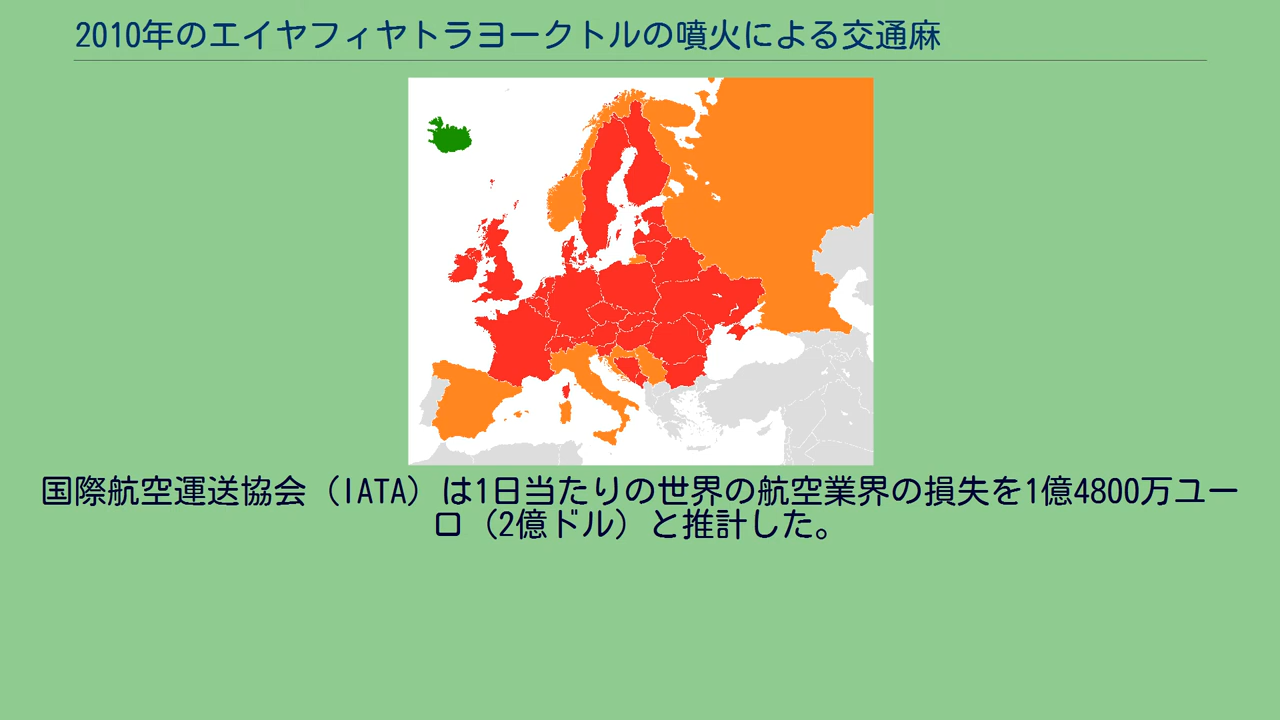 2010年のエイヤフィヤトラヨークトルの噴火による交通麻
国際航空運送協会（IATA）は1日当たりの世界の航空業界の損失を1億4800万ユー
ロ（2億ドル）と推計した。